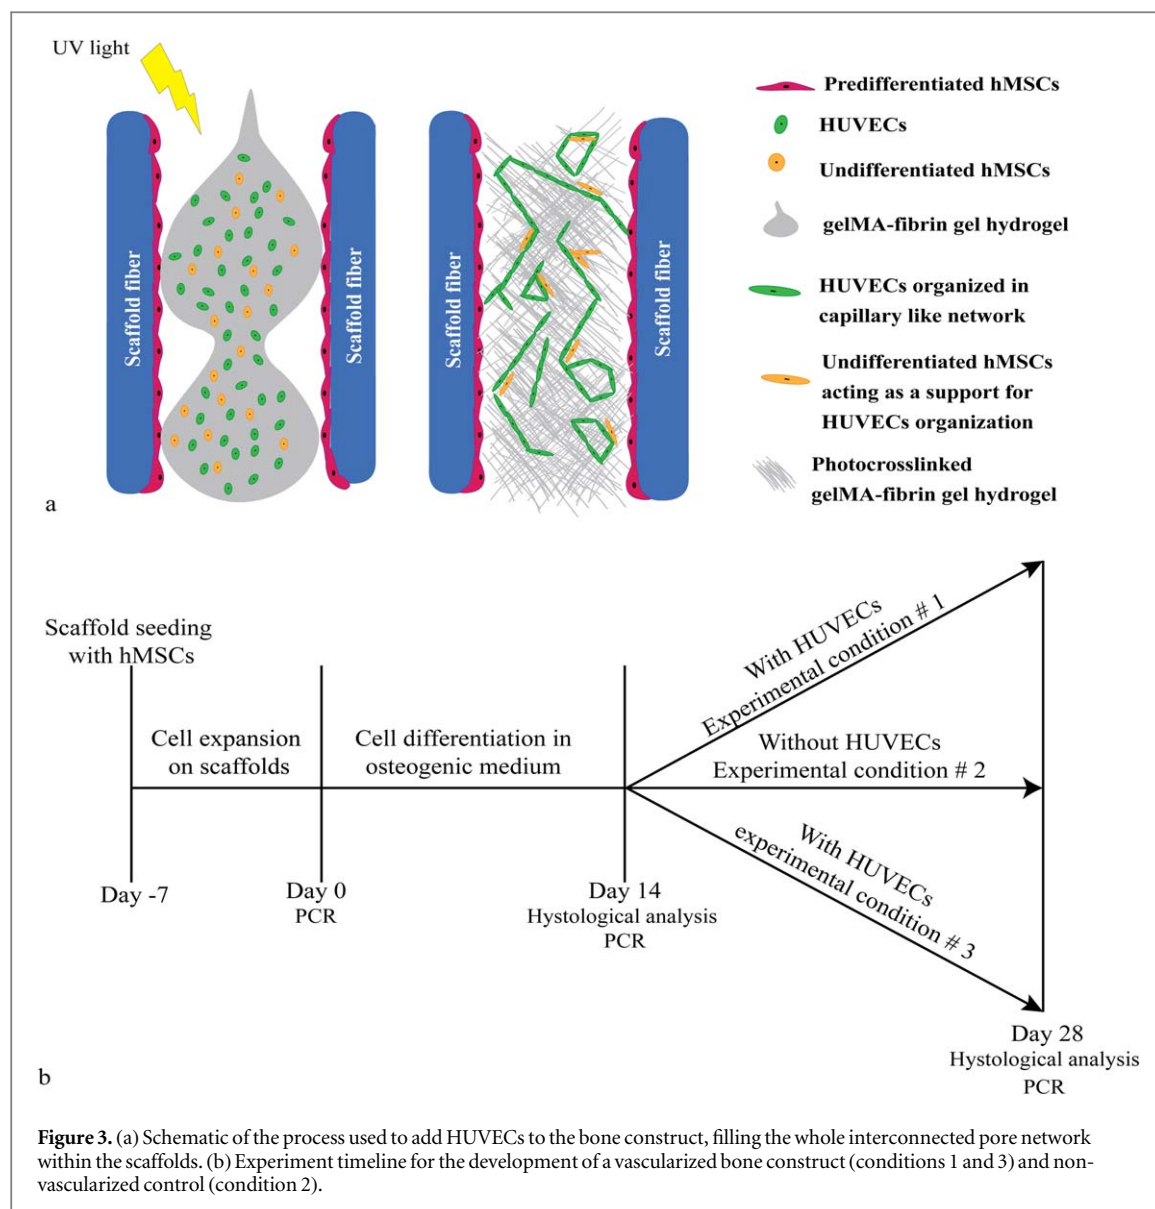 UV light
Scaffold fiber
Scaffold fiber
Scaffold fiber
Scaffold fiber
Predifferentiated hMSCs
HUVECs
Undifferentiated hMSCs
gelMA-fibrin gel hydrogel
HUVECs organized in
capillary like network
Undifferentiated hMSCs
acting as a support for
HUVECs organization
Photocrosslinked
gelMA-fibrin gel hydrogel
a
Scaffold seeding
with hMSCs
Cell expansion
on scaffolds
Cell differentiation in
osteogenic medium
With HUVECs
Experimental condition # 1
Without HUVECs
Experimental condition # 2
With HUVECs
experimental condition # 3
Day -7
Day 0
PCR
Day 14
Hystological analysis
PCR
Day 28
Hystological analysis
PCR
b
Figure 3. (a) Schematic of the process used to add HUVECs to the bone construct, filling the whole interconnected pore network
within the scaffolds. (b) Experiment timeline for the development of a vascularized bone construct (conditions 1 and 3) and non-
vascularized control (condition 2).